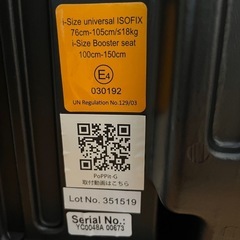 i-Size universal ISOFIX
76cm-105cm/≤18kg
i-Size Booster seat
100cm-150cm
E4
030192
UN Regulation No.129/03
PoPPit-G
取付動画はこちら
Lot No. 351519
Serial No.:
YC0048A 00673